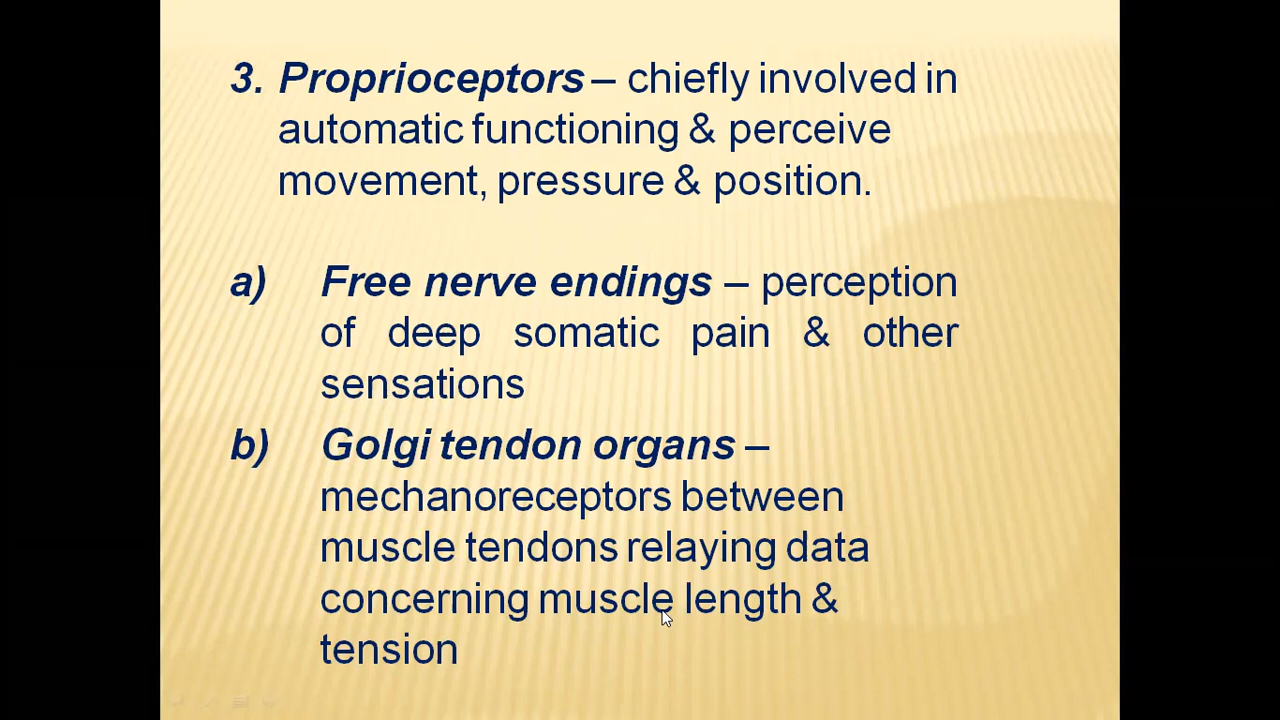 3. Proprioceptors – chiefly involved in
automatic functioning & perceive
movement, pressure & position.
a) Free nerve endings – perception
of deep somatic pain & other
sensations
b) Golgi tendon organs –
mechanoreceptors between
muscle tendons relaying data
concerning muscle length &
tension